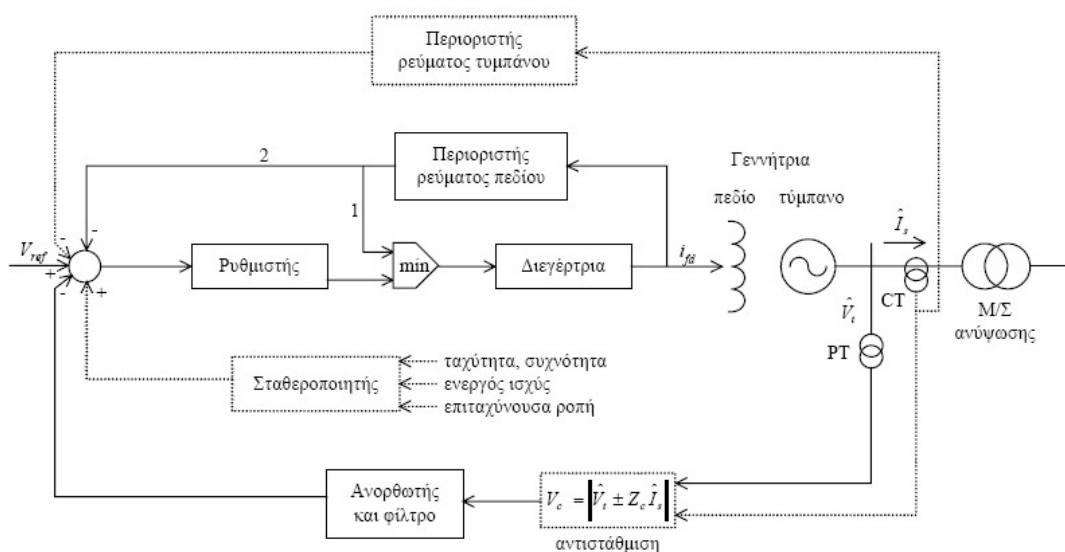 Περιοριστής
ρεύματος τυμπάνου
2
Περιοριστής
ρεύματος πεδίου
1
Γεννήτρια
πεδίο τύμπανο
Î_s
V_ref
-
-
+
-
+
Ρυθμιστής
min
Διεγέρτρια
i_fd
V̂_t
CT
Μ/Σ
ανύψωσης
PT
Σταθεροποιητής
ταχύτητα, συχνότητα
ενεργός ισχύς
επιταχύνουσα ροπή
Ανορθωτής
και φίλτρο
V_c = |V̂_t ± Z_c Î_s|
αντιστάθμιση